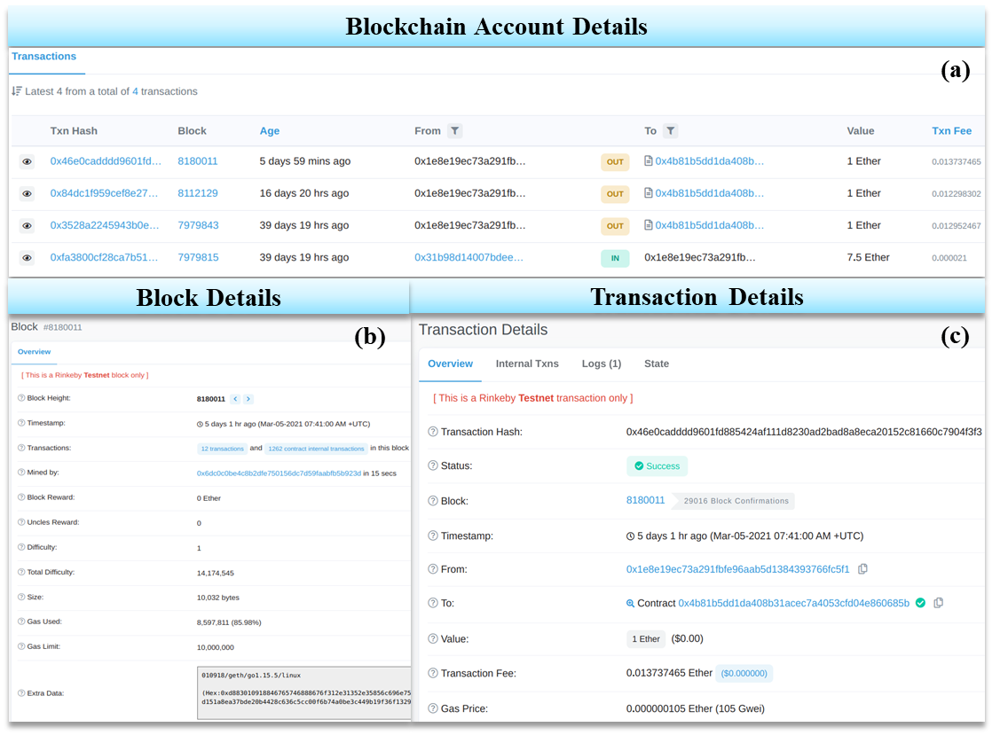 Blockchain Account Details
Transactions
(a)
Latest 4 from a total of 4 transactions
Txn Hash Block Age From To Value Txn Fee
0x46e0cadddd9601fd... 8180011 5 days 59 mins ago 0x1e8e19ec73a291fb... OUT 0x4b81b5dd1da408b... 1 Ether 0.013737465
0x84dc1f959cef8e27... 8112129 16 days 20 hrs ago 0x1e8e19ec73a291fb... OUT 0x4b81b5dd1da408b... 1 Ether 0.012298302
0x3528a2245943b0e... 7979843 39 days 19 hrs ago 0x1e8e19ec73a291fb... OUT 0x4b81b5dd1da408b... 1 Ether 0.012952467
0xfa3800cf28ca7b51... 7979815 39 days 19 hrs ago 0x31b98d14007bdee... IN 0x1e8e19ec73a291fb... 7.5 Ether 0.000021
Block Details
Block #8180011
(b)
Overview
[ This is a Rinkeby Testnet block only ]
Block Height: 8180011 < >
Timestamp: 5 days 1 hr ago (Mar-05-2021 07:41:00 AM +UTC)
Transactions: 12 transactions and 1262 contract internal transactions in this block
Mined by: 0x6dc0c0be4c8b2dfe750156dc7d59faabfb5b923d in 15 secs
Block Reward: 0 Ether
Uncles Reward: 0
Difficulty: 1
Total Difficulty: 14,174,545
Size: 10,032 bytes
Gas Used: 8,597,811 (85.98%)
Gas Limit: 10,000,000
Extra Data: 010918/geth/go1.15.5/linux
(Hex:0xd883010918846765746888676f312e31352e35856c696e75
d151a8ea37bde20b4428c636c5cc00f6b74a0be3c449b19f36f1329
Transaction Details
Transaction Details
(c)
Overview Internal Txns Logs (1) State
[ This is a Rinkeby Testnet transaction only ]
Transaction Hash: 0x46e0cadddd9601fd885424af111d8230ad2bad8a8eca20152c81660c7904f3f3
Status: Success
Block: 8180011 29016 Block Confirmations
Timestamp: 5 days 1 hr ago (Mar-05-2021 07:41:00 AM +UTC)
From: 0x1e8e19ec73a291fbfe96aab5d1384393766fc5f1
To: Contract 0x4b81b5dd1da408b31acec7a4053cfd04e860685b
Value: 1 Ether ($0.00)
Transaction Fee: 0.013737465 Ether ($0.000000)
Gas Price: 0.000000105 Ether (105 Gwei)